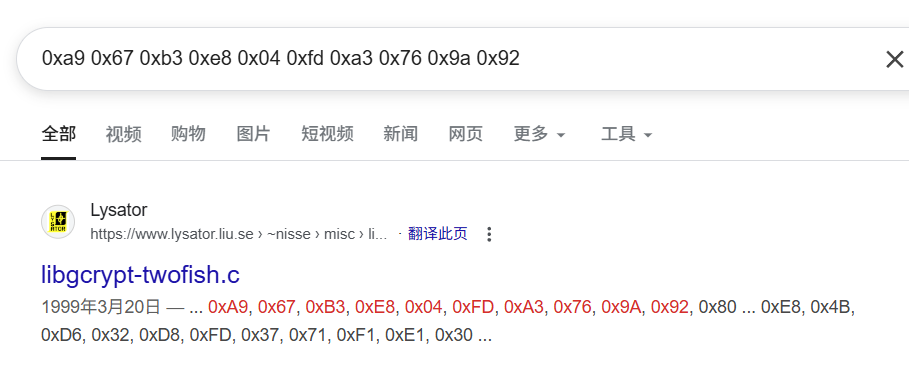 0xa9 0x67 0xb3 0xe8 0x04 0xfd 0xa3 0x76 0x9a 0x92
全部 视频 购物 图片 短视频 新闻 网页 更多 工具
LYSATOR
Lysator
https://www.lysator.liu.se › ~nisse › misc › li... · 翻译此页
libgcrypt-twofish.c
1999年3月20日 — ... 0xA9, 0x67, 0xB3, 0xE8, 0x04, 0xFD, 0xA3, 0x76, 0x9A, 0x92, 0x80 ... 0xE8, 0x4B,
0xD6, 0x32, 0xD8, 0xFD, 0x37, 0x71, 0xF1, 0xE1, 0x30 ...